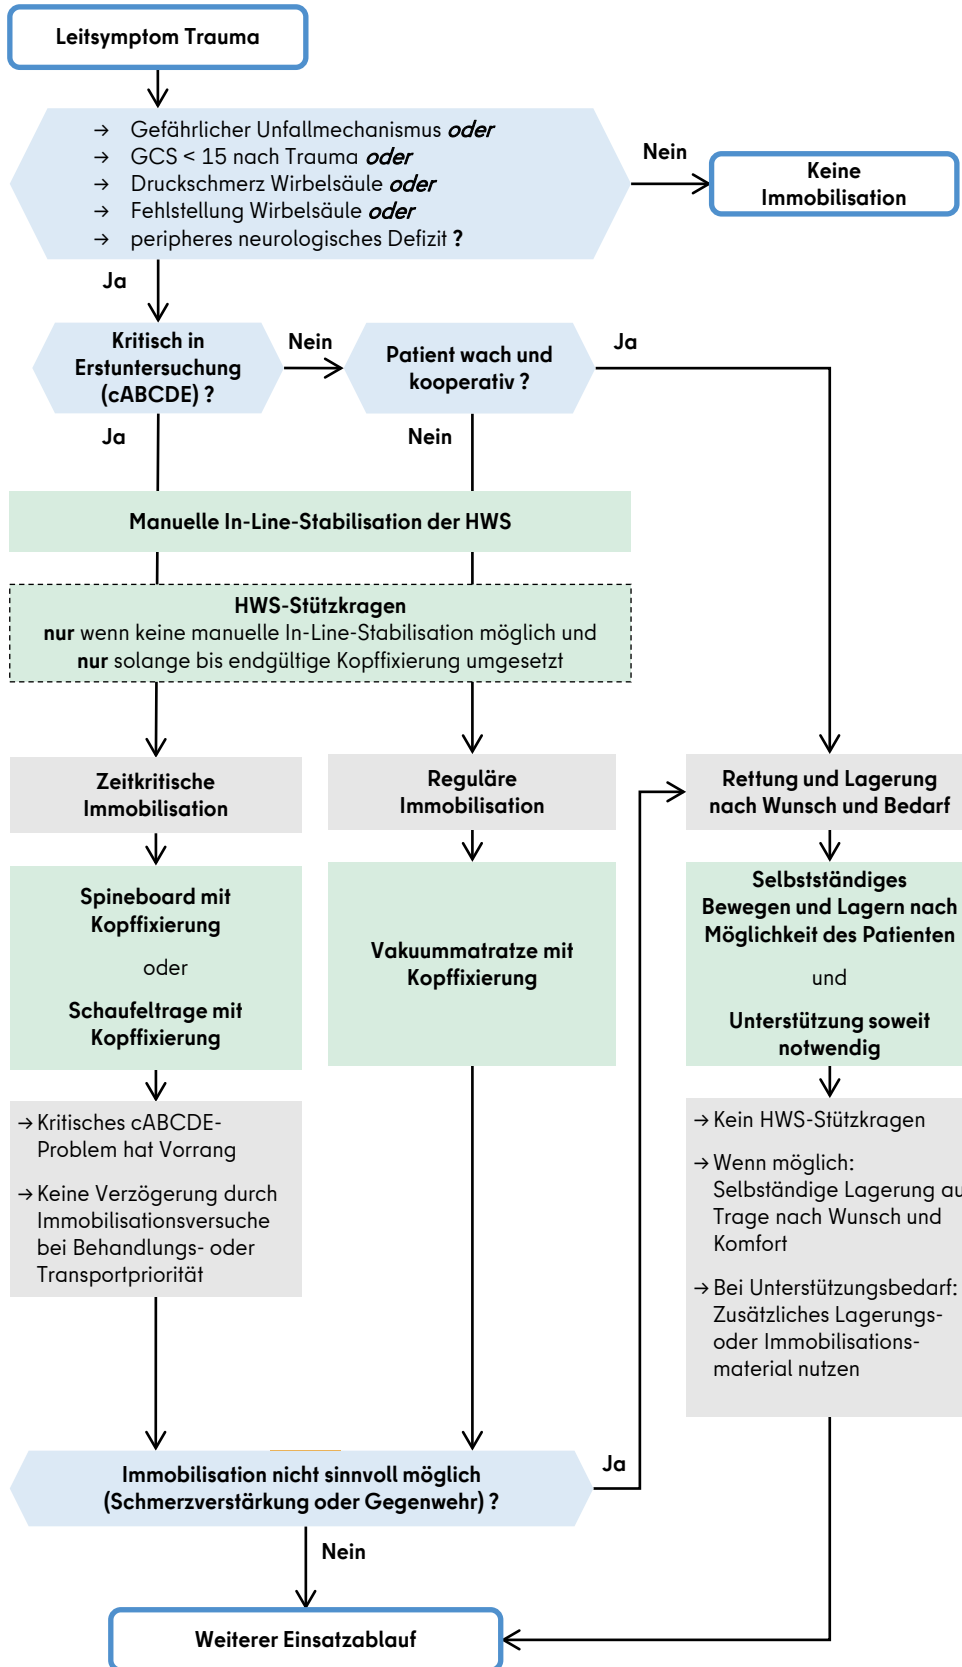 Leitsymptom Trauma
→ Gefährlicher Unfallmechanismus oder
→ GCS < 15 nach Trauma oder
→ Druckschmerz Wirbelsäule oder
→ Fehlstellung Wirbelsäule oder
→ peripheres neurologisches Defizit ?
Nein
Keine
Immobilisation
Ja
Kritisch in
Erstuntersuchung
(cABCDE) ?
Nein
Patient wach und
kooperativ ?
Ja
Ja
Nein
Manuelle In-Line-Stabilisation der HWS
HWS-Stützkragen
nur wenn keine manuelle In-Line-Stabilisation möglich und
nur solange bis endgültige Kopffixierung umgesetzt
Zeitkritische
Immobilisation
Reguläre
Immobilisation
Rettung und Lagerung
nach Wunsch und Bedarf
Spineboard mit
Kopffixierung
oder
Schaufeltrage mit
Kopffixierung
Vakuummatratze mit
Kopffixierung
Selbstständiges
Bewegen und Lagern nach
Möglichkeit des Patienten
und
Unterstützung soweit
notwendig
→ Kritisches cABCDE-
Problem hat Vorrang
→ Keine Verzögerung durch
Immobilisationsversuche
bei Behandlungs- oder
Transportpriorität
→ Kein HWS-Stützkragen
→ Wenn möglich:
Selbständige Lagerung au
Trage nach Wunsch und
Komfort
→ Bei Unterstützungsbedarf:
Zusätzliches Lagerungs-
oder Immobilisations-
material nutzen
Immobilisation nicht sinnvoll möglich
(Schmerzverstärkung oder Gegenwehr) ?
Ja
Nein
Weiterer Einsatzablauf